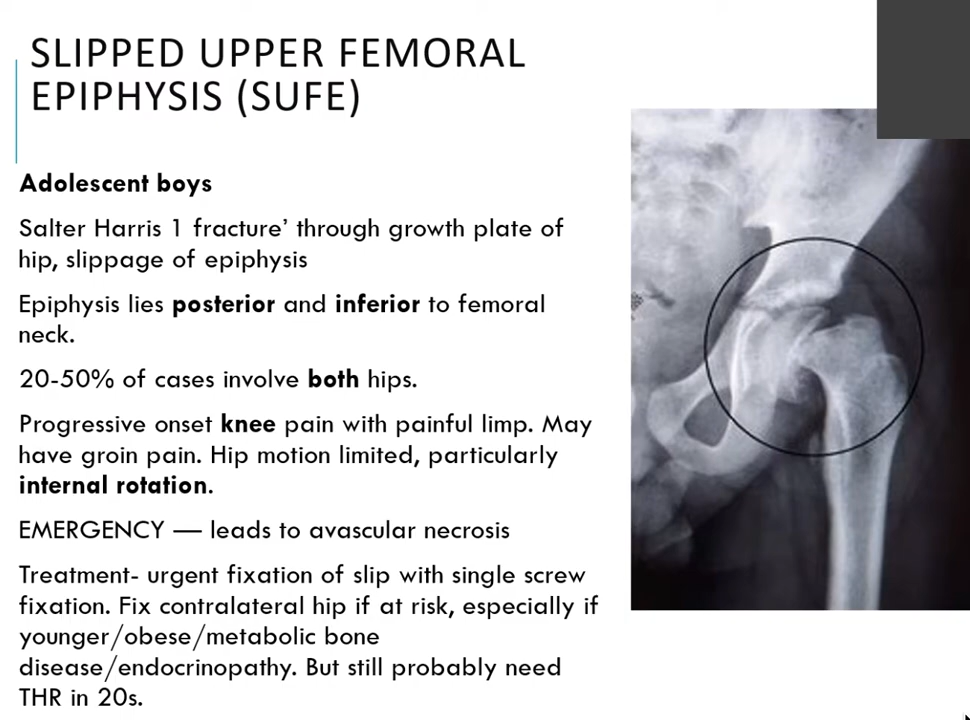 SLIPPED UPPER FEMORAL
EPIPHYSIS (SUFE)
Adolescent boys
Salter Harris 1 fracture’ through growth plate of
hip, slippage of epiphysis
Epiphysis lies posterior and inferior to femoral
neck.
20-50% of cases involve both hips.
Progressive onset knee pain with painful limp. May
have groin pain. Hip motion limited, particularly
internal rotation.
EMERGENCY — leads to avascular necrosis
Treatment- urgent fixation of slip with single screw
fixation. Fix contralateral hip if at risk, especially if
younger/obese/metabolic bone
disease/endocrinopathy. But still probably need
THR in 20s.